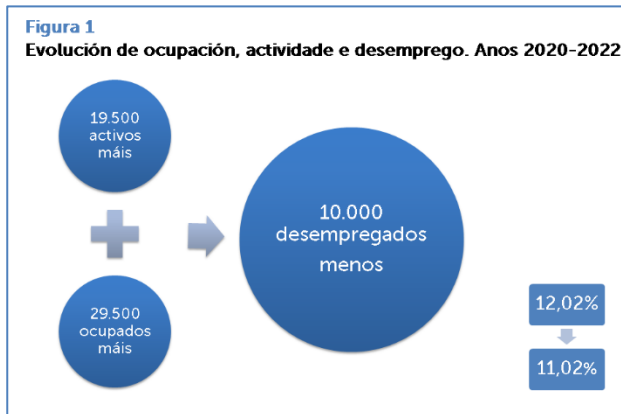 Figura 1
Evolución de ocupación, actividade e desemprego. Anos 2020-2022
19.500
activos
máis
29.500
ocupados
máis
10.000
desempregados
menos
12,02%
11,02%